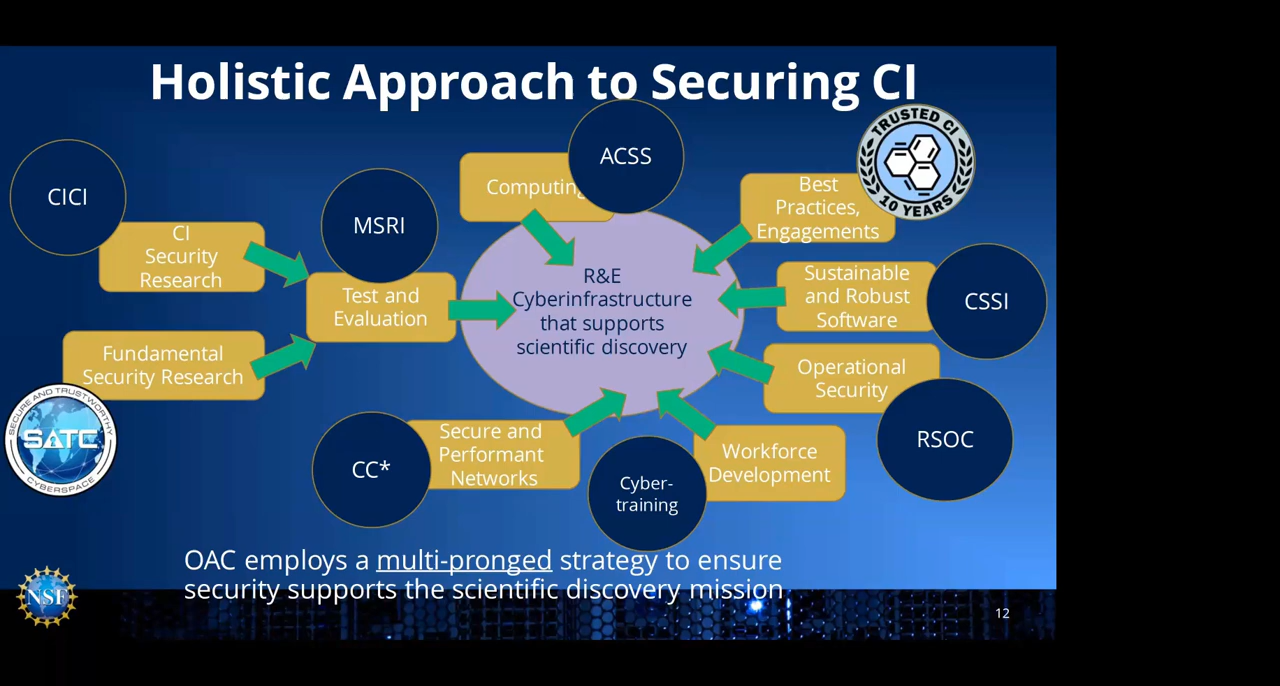 Holistic Approach to Securing CI
CICI
CI
Security
Research
MSRI
Test and
Evaluation
Fundamental
Security Research
SECURE AND TRUSTWORTHY
SATC
CYBERSPACE
Computing
ACSS
R&E
Cyberinfrastructure
that supports
scientific discovery
Best
Practices,
Engagements
TRUSTED CI
10 YEARS
Sustainable
and Robust
Software
CSSI
Operational
Security
RSOC
CC*
Secure and
Performant
Networks
Cyber-
training
Workforce
Development
OAC employs a multi-pronged strategy to ensure
security supports the scientific discovery mission
NSF
12